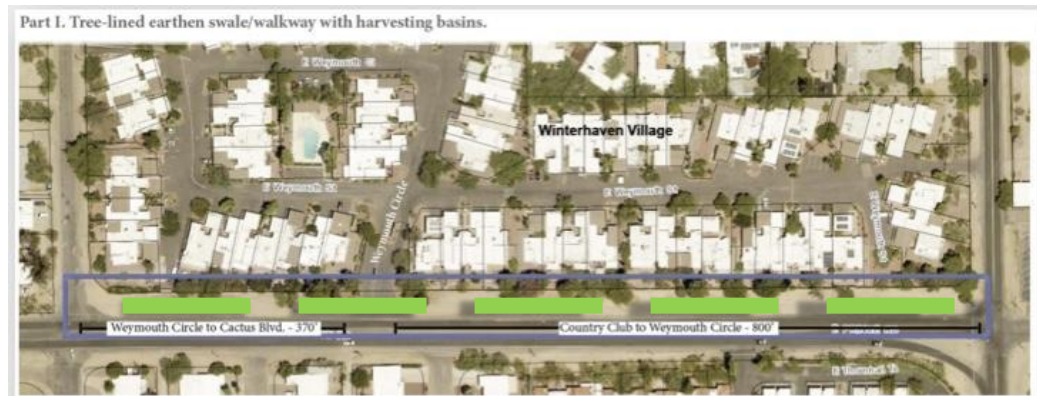 Part I. Tree-lined earthen swale/walkway with harvesting basins.
E Weymouth Ci
Winterhaven Village
E Weymouth St
E Weymouth St
Weymouth Circle
Weymouth Circle to Cactus Blvd. - 370'
Country Club to Weymouth Circle - 800'